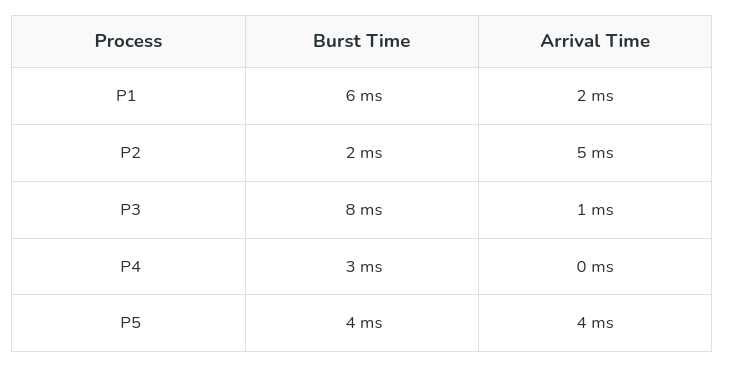 Process Burst Time Arrival Time
P1 6 ms 2 ms
P2 2 ms 5 ms
P3 8 ms 1 ms
P4 3 ms 0 ms
P5 4 ms 4 ms